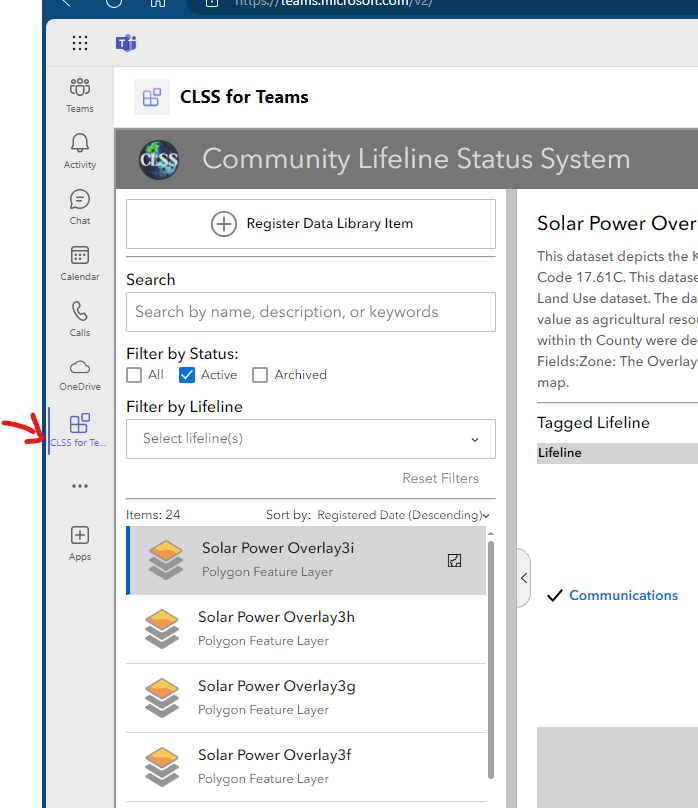 https://teams.microsoft.com/v2/
CLSS for Teams
Teams
Activity
Chat
Calendar
Calls
OneDrive
CLSS for Te...
Apps
CLSS
Community Lifeline Status System
Register Data Library Item
Search
Search by name, description, or keywords
Filter by Status:
All Active Archived
Filter by Lifeline
Select lifeline(s)
Reset Filters
Items: 24 Sort by: Registered Date (Descending)
Solar Power Overlay3i
Polygon Feature Layer
Solar Power Overlay3h
Polygon Feature Layer
Solar Power Overlay3g
Polygon Feature Layer
Solar Power Overlay3f
Polygon Feature Layer
Solar Power Over
This dataset depicts the K
Code 17.61C. This datase
Land Use dataset. The da
value as agricultural reso
within th County were de
Fields:Zone: The Overlay
map.
Tagged Lifeline
Lifeline
Communications